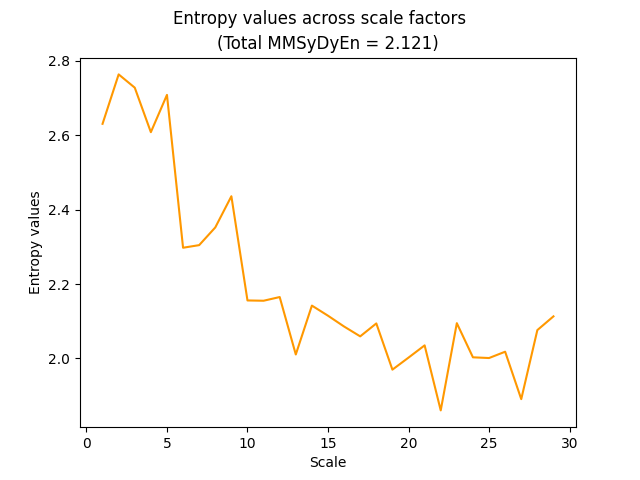 Entropy values across scale factors
(Total MMSyDyEn = 2.121)
2.8
2.6
2.4
2.2
2.0
Entropy values
0 5 10 15 20 25 30
Scale